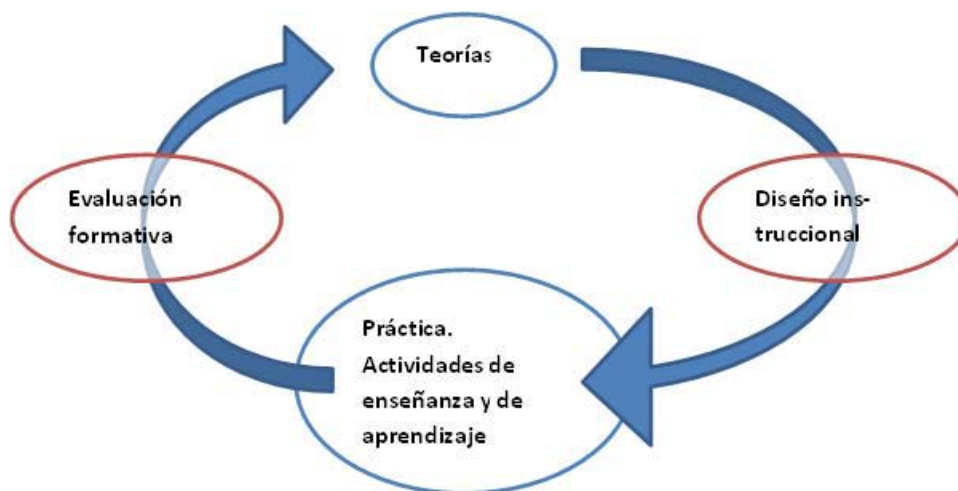 Teorías
Evaluación
formativa
Diseño ins-
truccional
Práctica.
Actividades de
enseñanza y de
aprendizaje